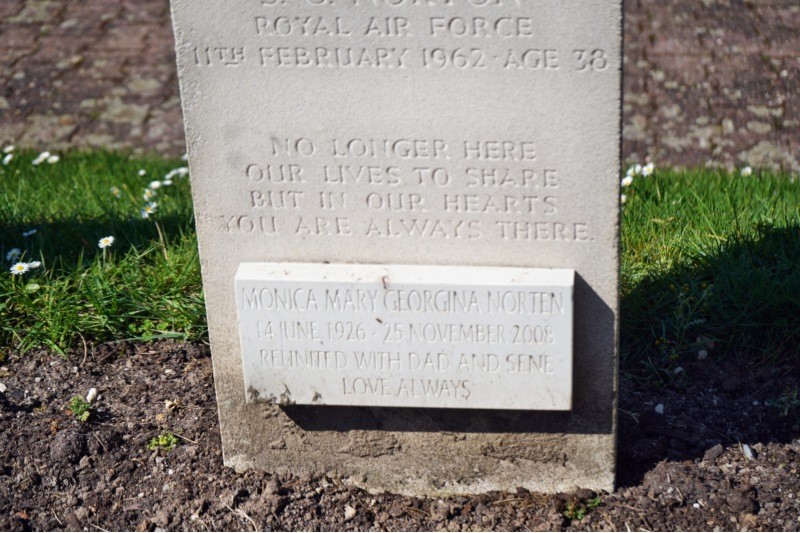 S. G. NORTON
ROYAL AIR FORCE
11TH FEBRUARY 1962 · AGE 38
NO LONGER HERE
OUR LIVES TO SHARE
BUT IN OUR HEARTS
YOU ARE ALWAYS THERE.
MONICA MARY GEORGINA NORTEN
14 JUNE 1926 - 25 NOVEMBER 2008
REUNITED WITH DAD AND SENE
LOVE ALWAYS